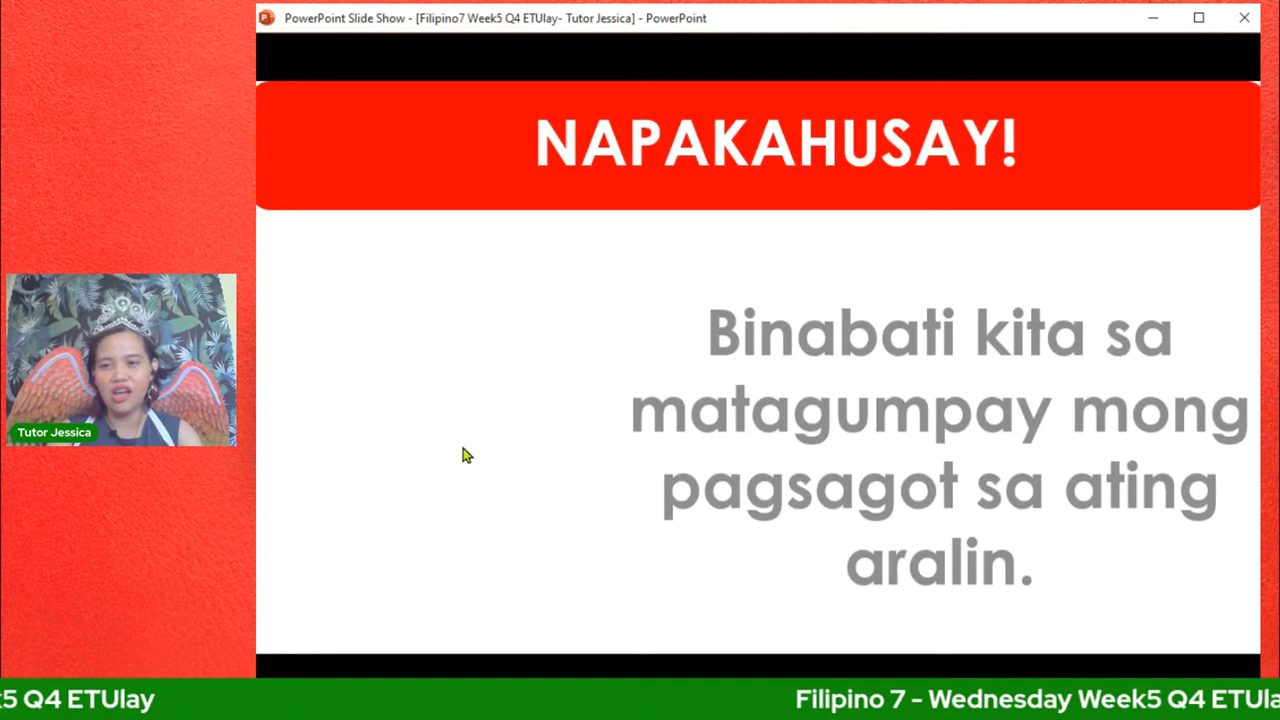 PowerPoint Slide Show - [Filipino7 Week5 Q4 ETUlay- Tutor Jessica] - PowerPoint
NAPAKAHUSAY!
Binabati kita sa
matagumpay mong
pagsagot sa ating
aralin.
Tutor Jessica
k5 Q4 ETUlay
Filipino 7 - Wednesday Week5 Q4 ETUla